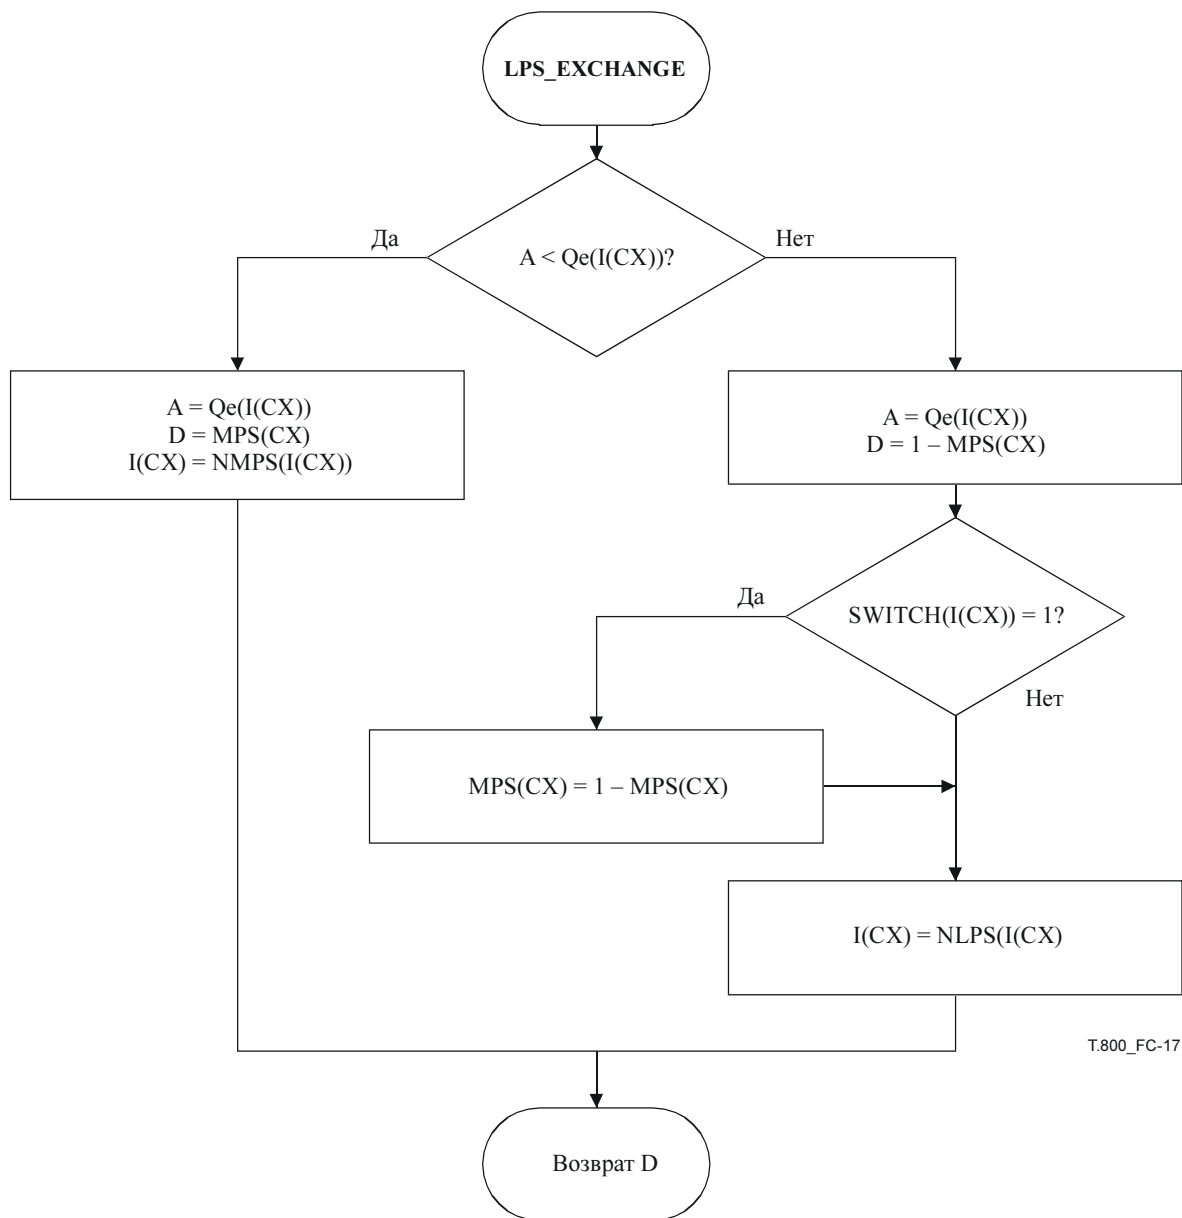 LPS_EXCHANGE
Да
A < Qe(I(CX))?
Нет
A = Qe(I(CX))
D = MPS(CX)
I(CX) = NMPS(I(CX))
A = Qe(I(CX))
D = 1 – MPS(CX)
Да
SWITCH(I(CX)) = 1?
Нет
MPS(CX) = 1 – MPS(CX)
I(CX) = NLPS(I(CX)
T.800_FC-17
Возврат D